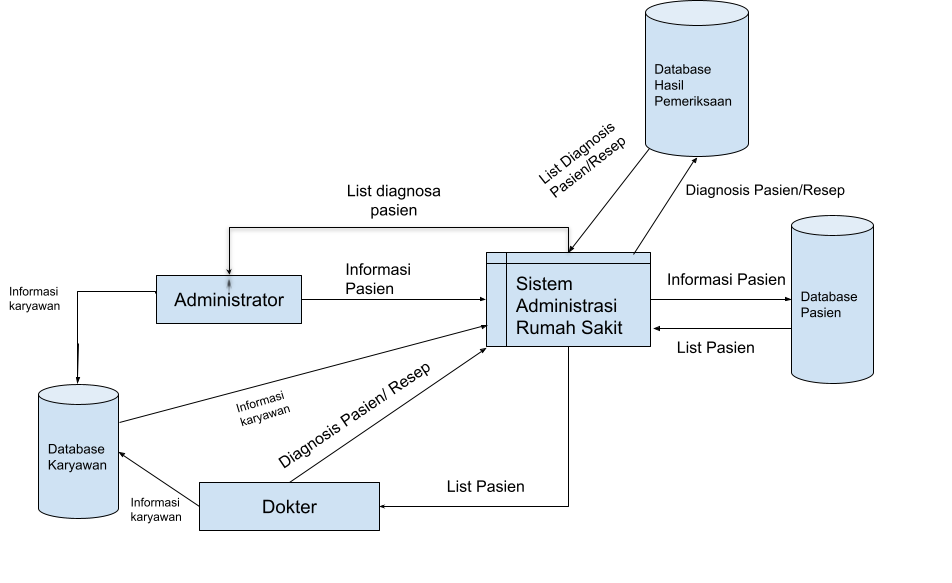 Database
Hasil
Pemeriksaan
List Diagnosis
Pasien/Resep
Diagnosis Pasien/Resep
List diagnosa
pasien
Informasi
Pasien
Administrator
Informasi
karyawan
Sistem
Administrasi
Rumah Sakit
Informasi Pasien
Database
Pasien
List Pasien
Informasi
karyawan
Diagnosis Pasien/ Resep
Database
Karyawan
Informasi
karyawan
Dokter
List Pasien